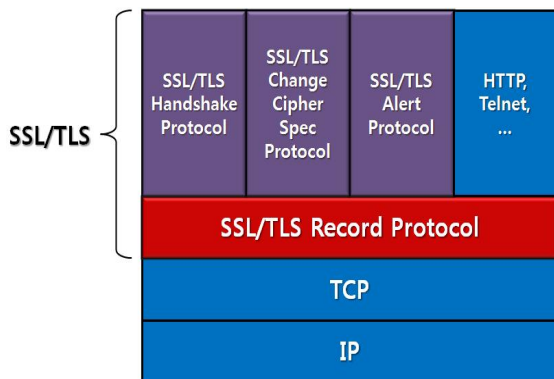 SSL/TLS
SSL/TLS
Handshake
Protocol
SSL/TLS
Change
Cipher
Spec
Protocol
SSL/TLS
Alert
Protocol
HTTP,
Telnet,
...
SSL/TLS Record Protocol
TCP
IP